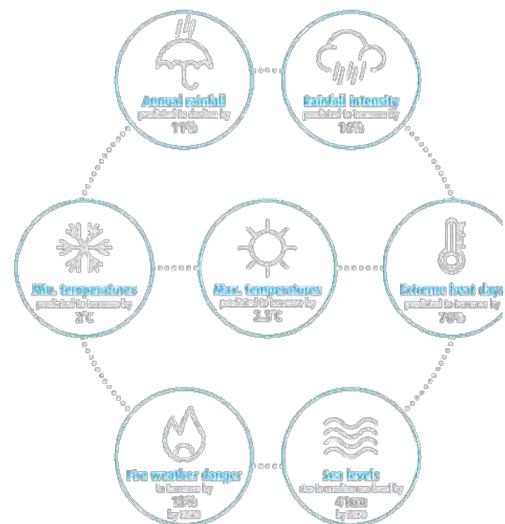 Annual rainfall
predicted to decline by
11%
Rainfall intensity
predicted to increase by
Min. temperatures
predicted to increase by
2°C
Max. temperatures
predicted to increase by
2.3°C
Extreme heat days
predicted to increase by
Fire weather danger
to increase by
by
Sea levels
by